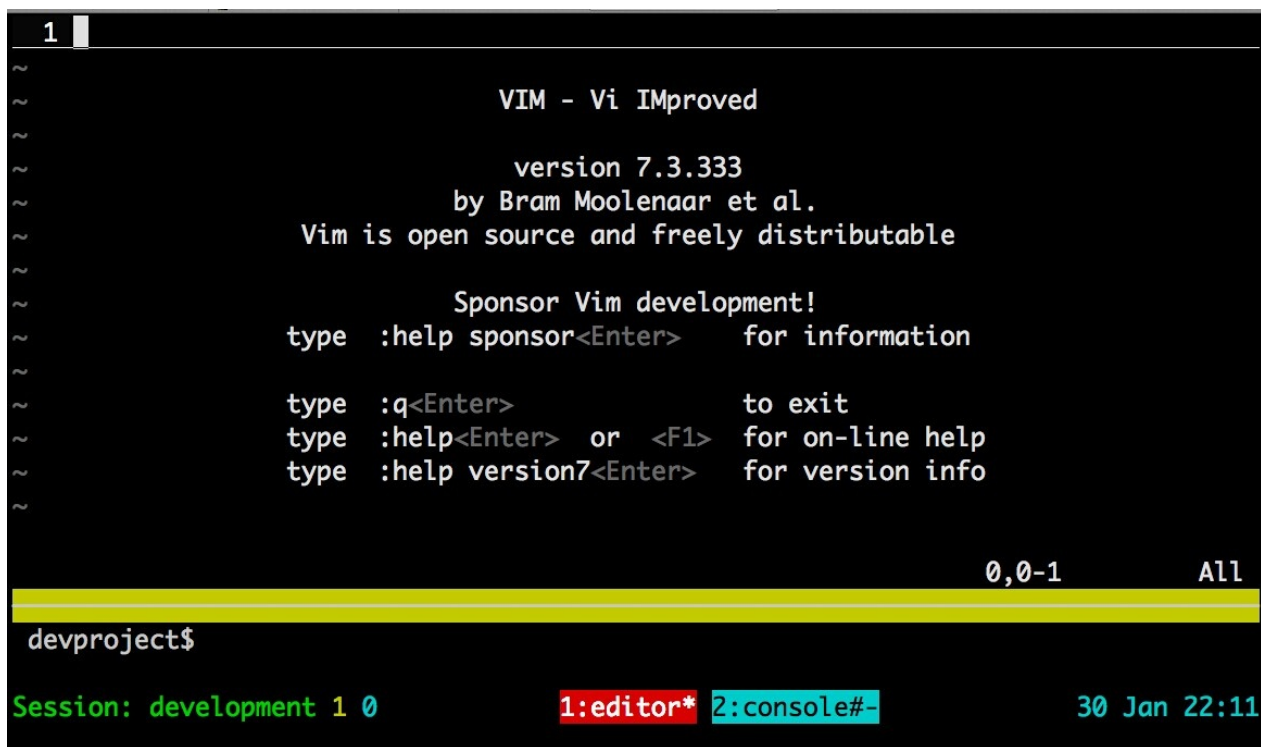 1
~
~ VIM - Vi IMproved
~
~ version 7.3.333
~ by Bram Moolenaar et al.
~ Vim is open source and freely distributable
~
~ Sponsor Vim development!
~ type :help sponsor<Enter> for information
~
~ type :q<Enter> to exit
~ type :help<Enter> or <F1> for on-line help
~ type :help version7<Enter> for version info
~
0,0-1 All
devproject$
Session: development 1 0 1:editor* 2:console#- 30 Jan 22:11